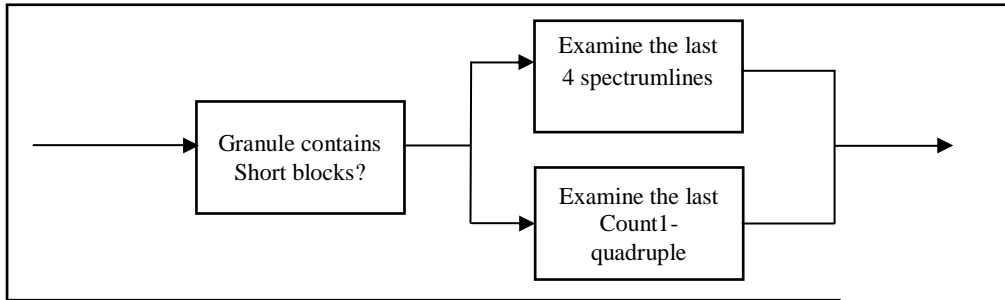 Granule contains
Short blocks?
Examine the last
4 spectrumlines
Examine the last
Count1-
quadruple